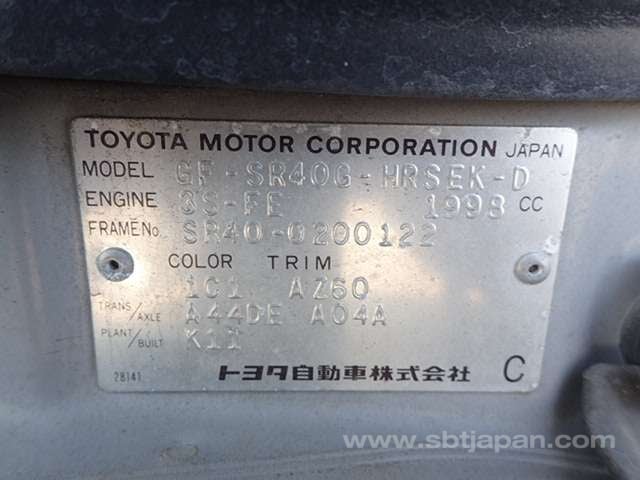 TOYOTA MOTOR CORPORATION JAPAN
MODEL GF-SR40G-HRSEK-D
ENGINE 3S-FE 1998 CC
FRAME No. SR40-0200122
COLOR TRIM
1C1 AZ60
TRANS/AXLE A44DE A04A
PLANT/BUILT K11
28141 トヨタ自動車株式会社 C
www.sbtjapan.com